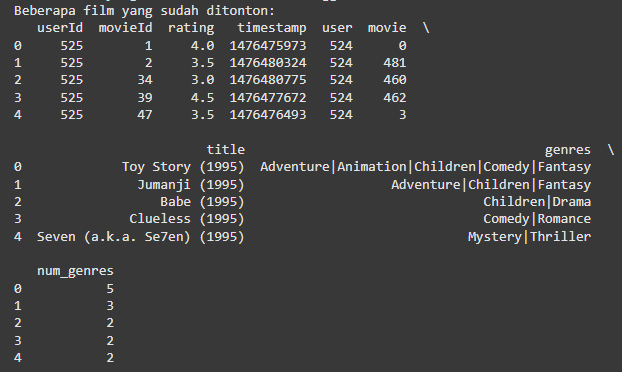 Beberapa film yang sudah ditonton:
   userId  movieId  rating   timestamp  user  movie  \
0     525        1     4.0  1476475973   524      0
1     525        2     3.5  1476480324   524    481
2     525       34     3.0  1476480775   524    460
3     525       39     4.5  1476477672   524    462
4     525       47     3.5  1476476493   524      3
                         title                                       genres  \
0             Toy Story (1995)  Adventure|Animation|Children|Comedy|Fantasy
1               Jumanji (1995)                   Adventure|Children|Fantasy
2                  Babe (1995)                               Children|Drama
3              Clueless (1995)                               Comedy|Romance
4  Seven (a.k.a. Se7en) (1995)                             Mystery|Thriller
   num_genres
0           5
1           3
2           2
3           2
4           2